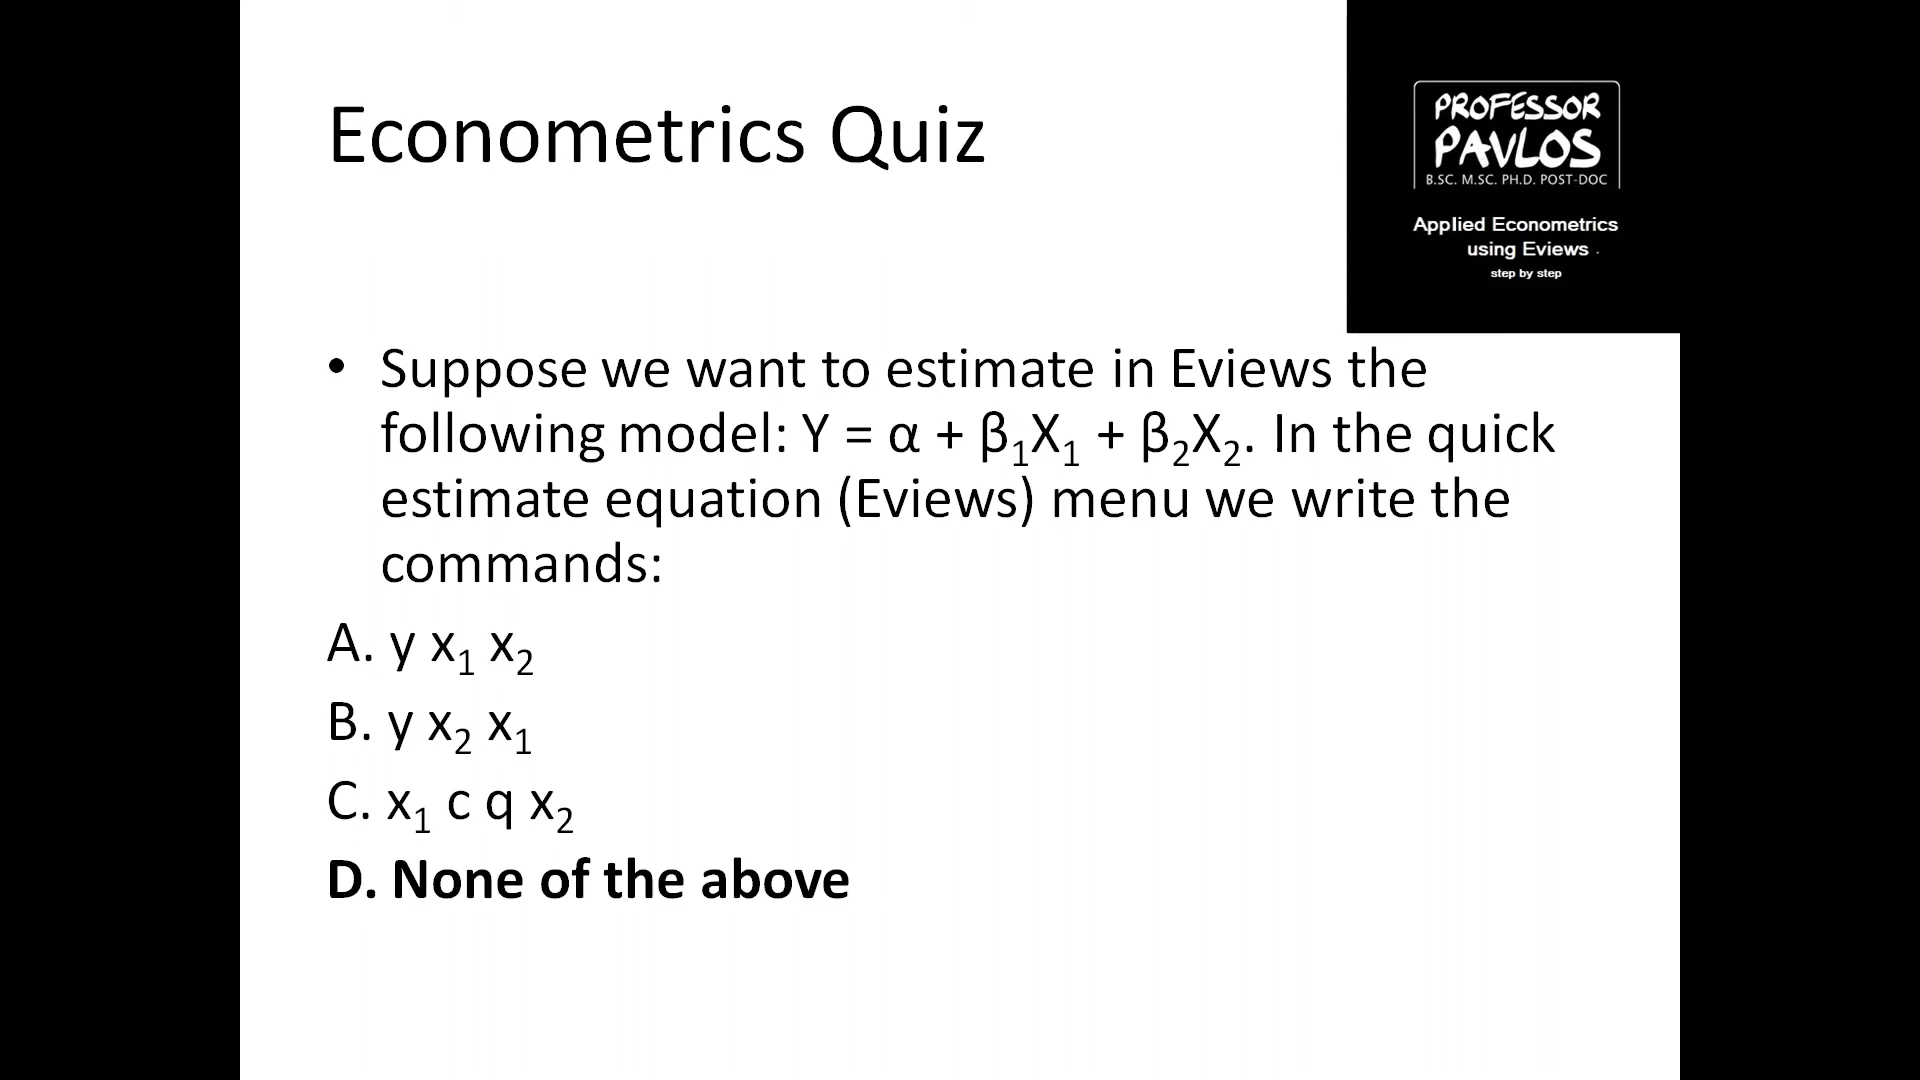 Econometrics Quiz
PROFESSOR
PAVLOS
B.SC. M.SC. PH.D. POST-DOC
Applied Econometrics
using Eviews .
step by step
• Suppose we want to estimate in Eviews the
following model: Y = α + β₁X₁ + β₂X₂. In the quick
estimate equation (Eviews) menu we write the
commands:
A. y x₁ x₂
B. y x₂ x₁
C. x₁ c q x₂
D. None of the above